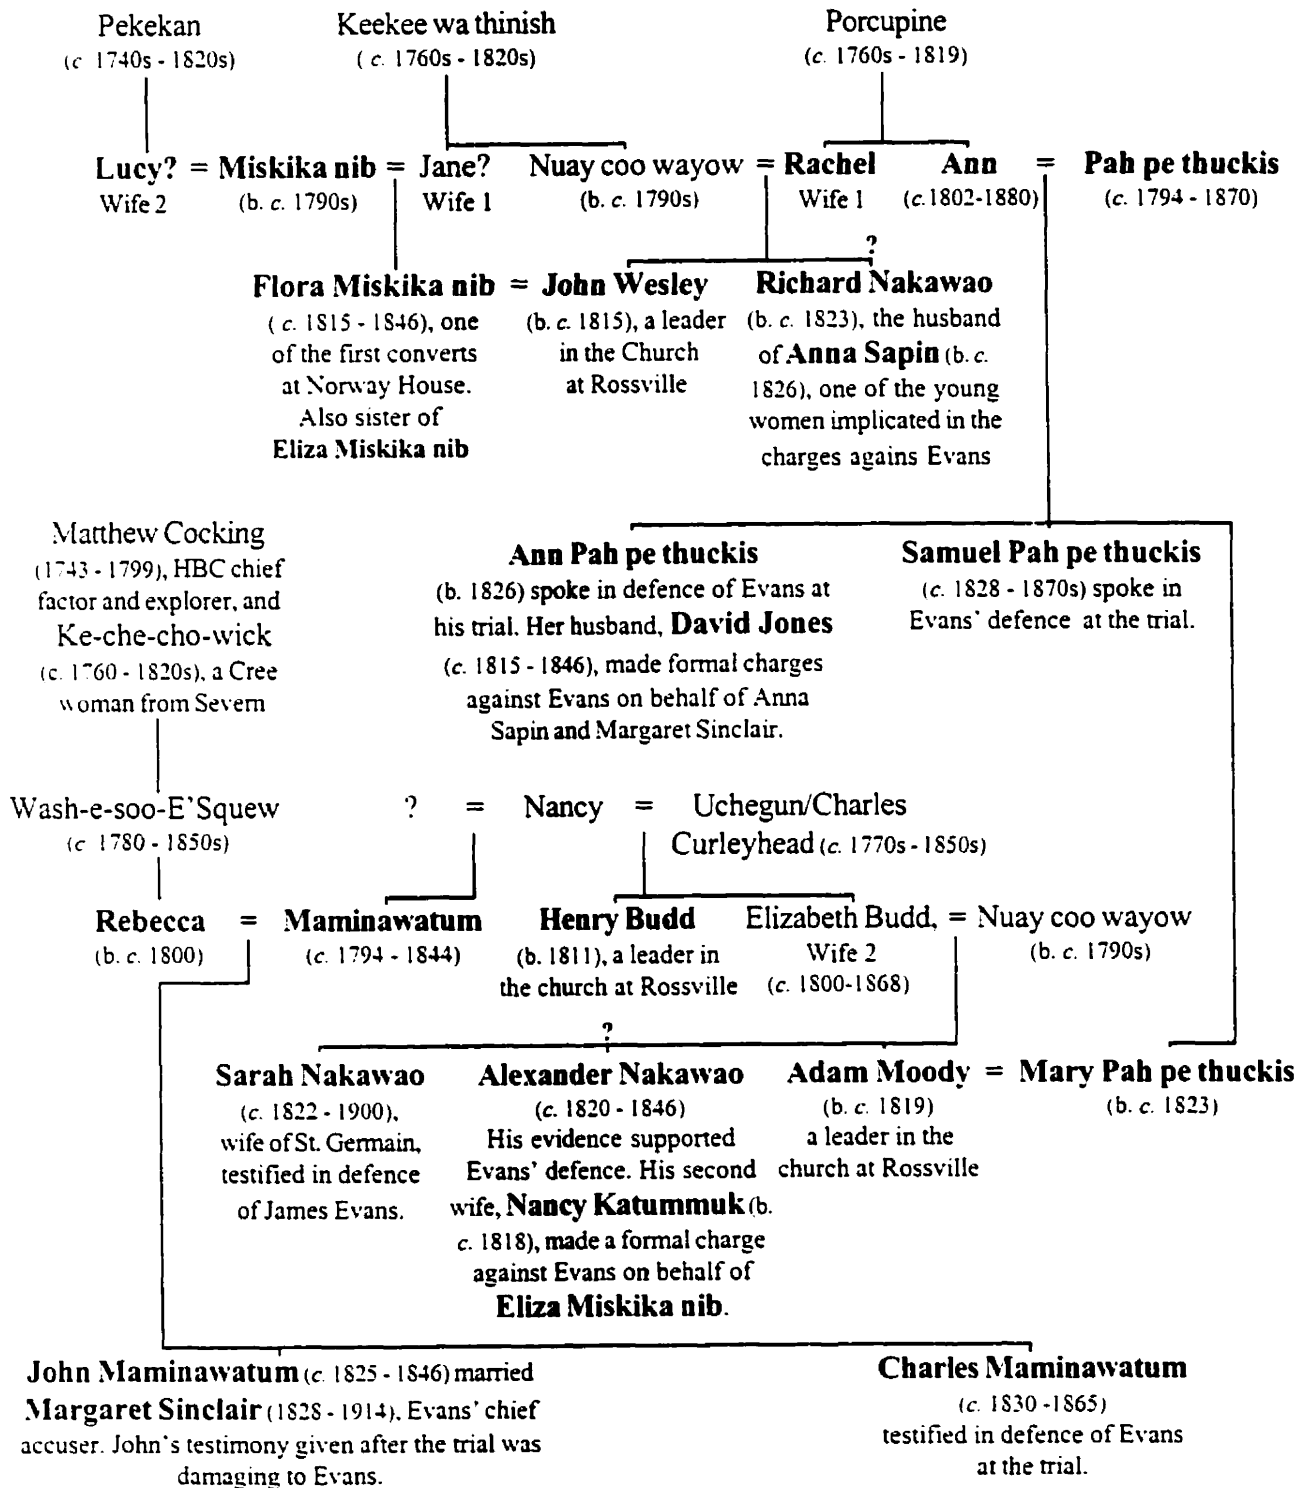 Pekekan
(c 1740s - 1820s)
Keekee wa thinish
( c. 1760s - 1820s)
Porcupine
(c. 1760s - 1819)
Lucy? = Miskika nib = Jane?
Wife 2
(b. c. 1790s)
Wife 1
Nuay coo wayow = Rachel
(b. c. 1790s)
Wife 1
Ann = Pah pe thuckis
(c.1802-1880)
(c. 1794 - 1870)
?
Flora Miskika nib = John Wesley
( c. 1815 - 1846), one
of the first converts
at Norway House.
Also sister of
Eliza Miskika nib
(b. c. 1815), a leader
in the Church
at Rossville
Richard Nakawao
(b. c. 1823), the husband
of Anna Sapin (b. c.
1826), one of the young
women implicated in the
charges agains Evans
Matthew Cocking
(1743 - 1799), HBC chief
factor and explorer, and
Ke-che-cho-wick
(c. 1760 - 1820s), a Cree
woman from Severn
Ann Pah pe thuckis
(b. 1826) spoke in defence of Evans at
his trial. Her husband, David Jones
(c. 1815 - 1846), made formal charges
against Evans on behalf of Anna
Sapin and Margaret Sinclair.
Samuel Pah pe thuckis
(c. 1828 - 1870s) spoke in
Evans' defence at the trial.
Wash-e-soo-E'Squew
(c 1780 - 1850s)
? = Nancy = Uchegun/Charles
Curleyhead (c. 1770s - 1850s)
Rebecca = Maminawatum
(b. c. 1800)
(c. 1794 - 1844)
Henry Budd
(b. 1811), a leader in
the church at Rossville
Elizabeth Budd, = Nuay coo wayow
Wife 2
(c. 1800-1868)
(b. c. 1790s)
?
Sarah Nakawao
(c. 1822 - 1900),
wife of St. Germain,
testified in defence
of James Evans.
Alexander Nakawao
(c. 1820 - 1846)
His evidence supported
Evans' defence. His second
wife, Nancy Katummuk (b.
c. 1818), made a formal charge
against Evans on behalf of
Eliza Miskika nib.
Adam Moody = Mary Pah pe thuckis
(b. c. 1819)
a leader in the
church at Rossville
(b. c. 1823)
John Maminawatum (c. 1825 - 1846) married
Margaret Sinclair (1828 - 1914), Evans' chief
accuser. John's testimony given after the trial was
damaging to Evans.
Charles Maminawatum
(c. 1830 -1865)
testified in defence of Evans
at the trial.